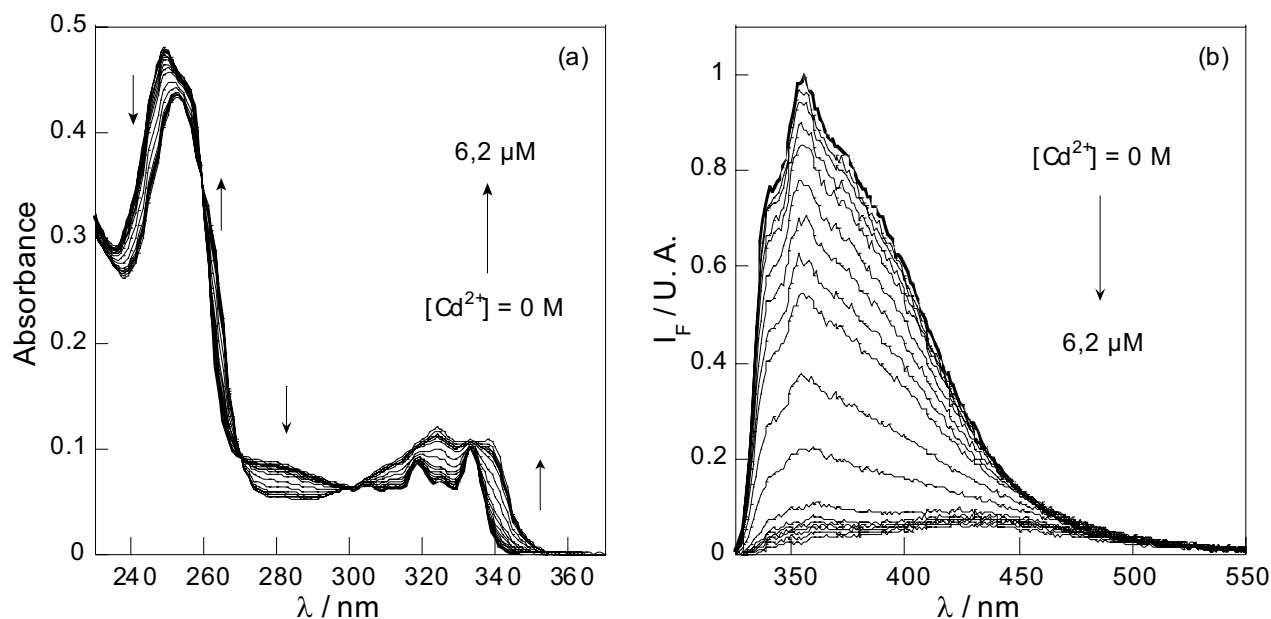 (a)
0.5
0.4
0.3
0.2
0.1
0
Absorbance
6,2 µM
[Cd²⁺] = 0 M
240 260 280 300 320 340 360
λ / nm
(b)
1
0.8
0.6
0.4
0.2
0
I_F / U. A.
[Cd²⁺] = 0 M
6,2 µM
350 400 450 500 550
λ / nm